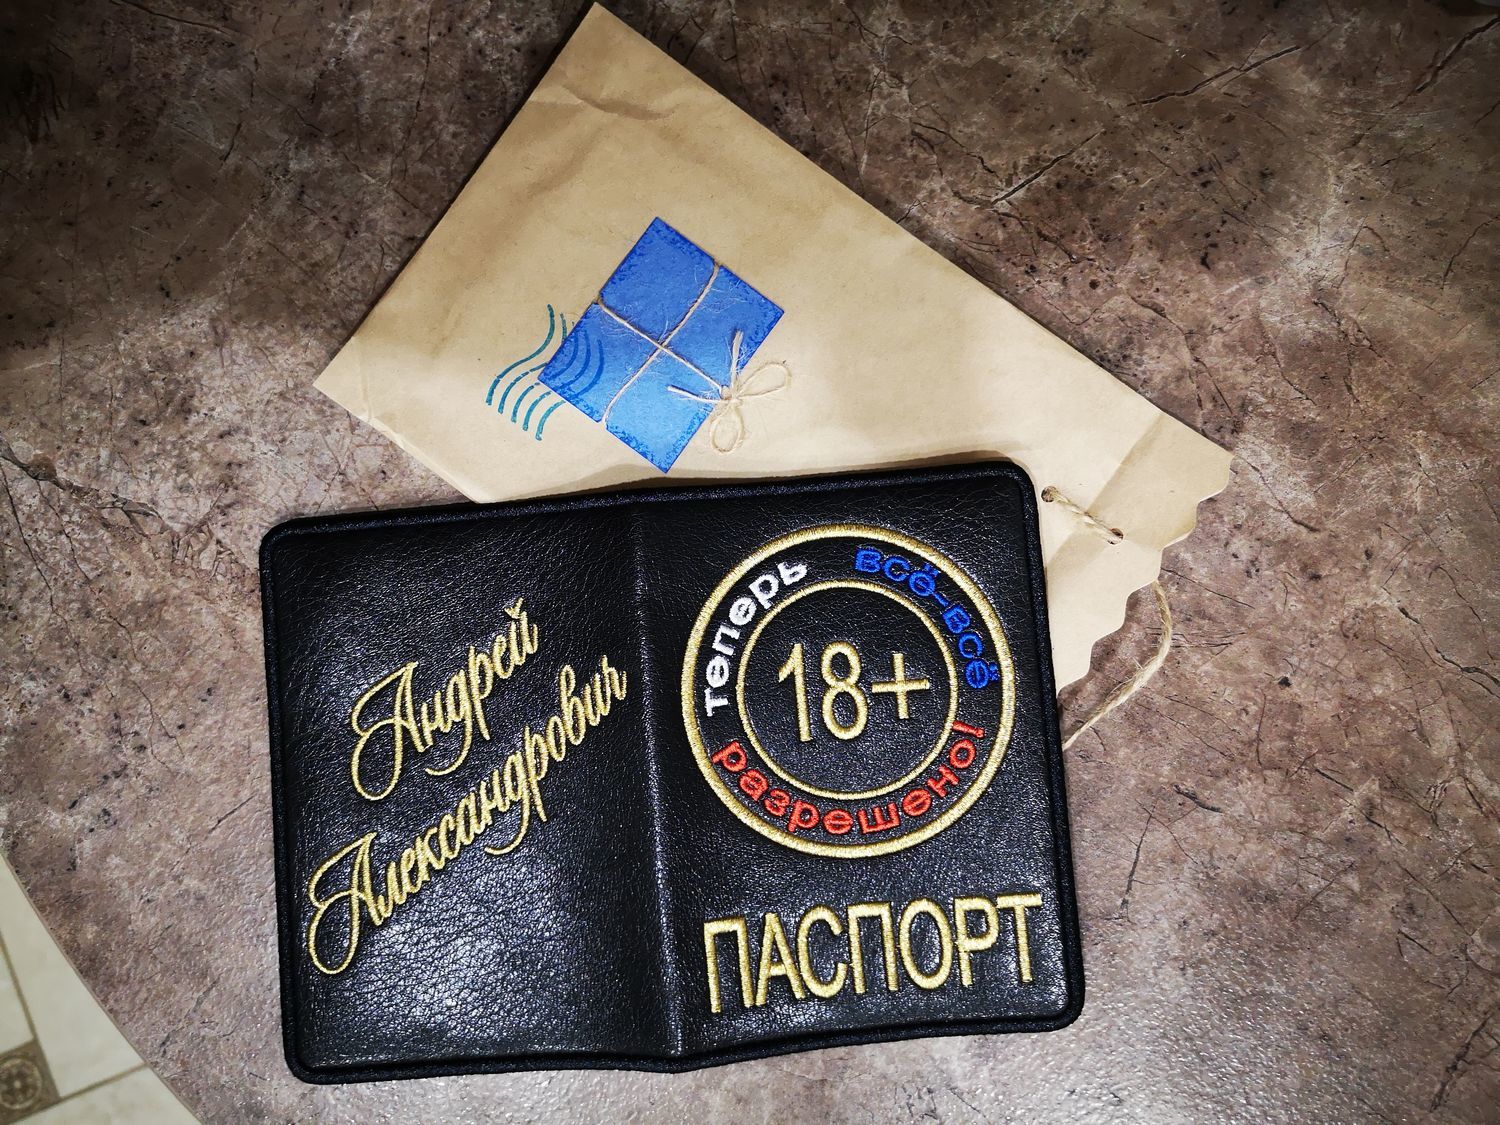 Андрей
Александрович
теперь
всё-всё
разрешено!
18+
ПАСПОРТ